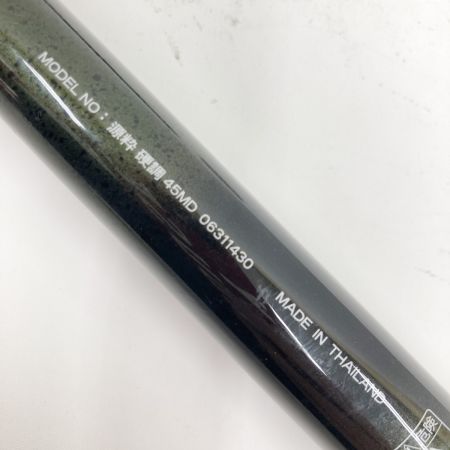 MODEL NO : 源粋 硬調 45MD 06311430 MADE IN THAILAND